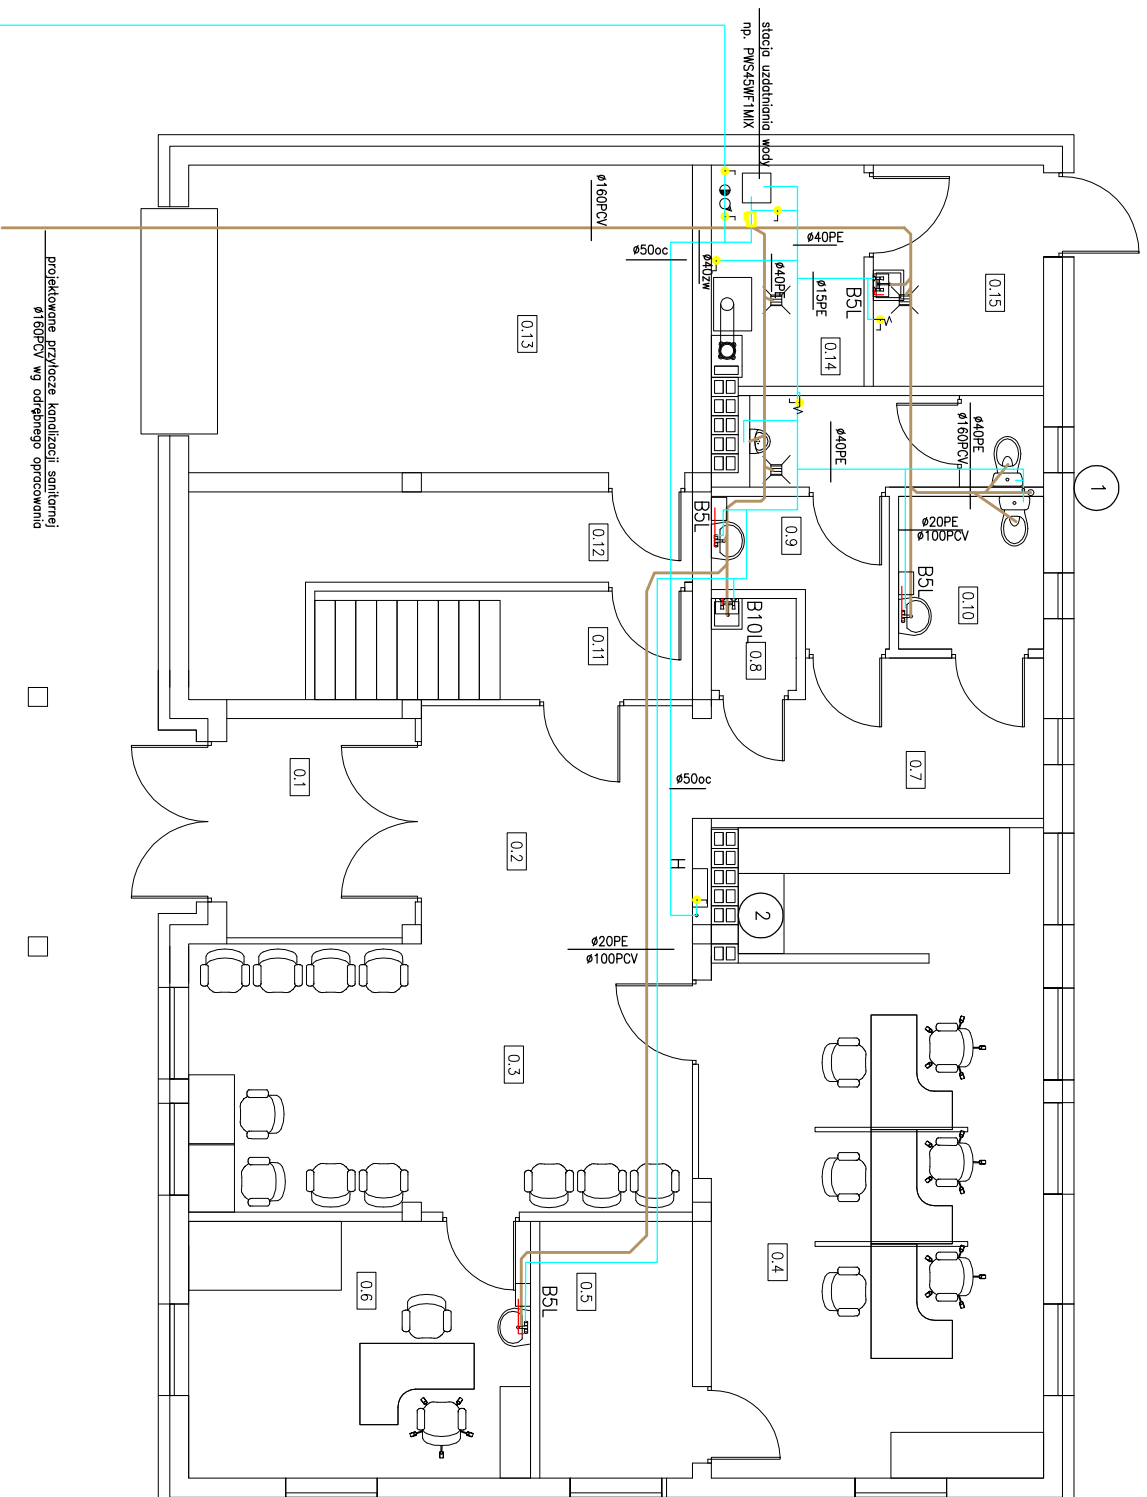 stacja uzdatniania wody
np. PWS45WF1MIX
projektowane przyłącze kanalizacji sanitarnej
ø160PCV wg odrębnego opracowania
ø160PCV
ø50oc
ø40zw
ø40PE
ø40PE
ø15PE
B5L
0.15
0.14
0.13
ø40PE
ø40PE
ø160PCV
1
B5L
0.9
0.12
ø20PE
ø100PCV
B5L
0.10
B10L
0.8
0.11
0.7
0.1
ø50oc
0.2
H
2
ø20PE
ø100PCV
0.3
0.4
0.5
B5L
0.6